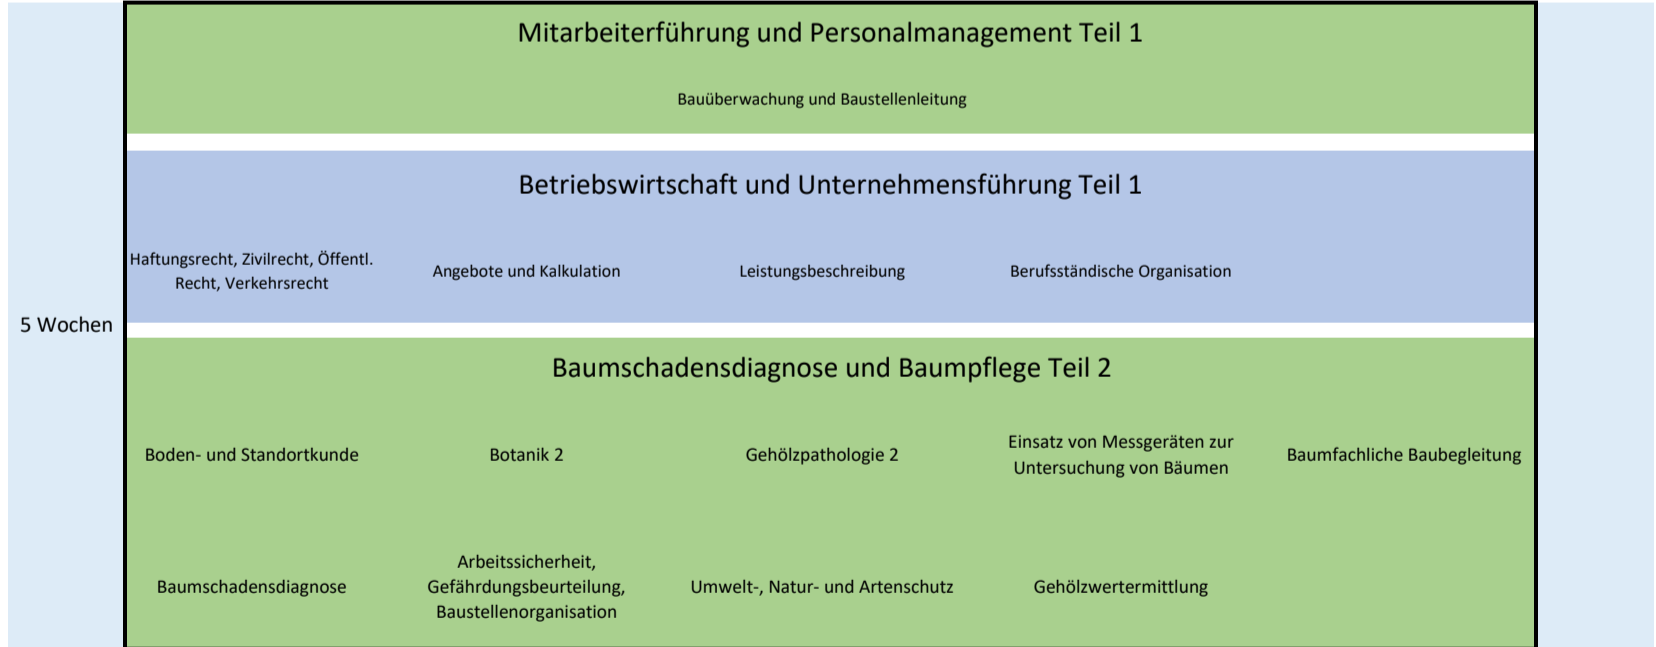 Mitarbeiterführung und Personalmanagement Teil 1
Bauüberwachung und Baustellenleitung
Betriebswirtschaft und Unternehmensführung Teil 1
Haftungsrecht, Zivilrecht, Öffentl.
Recht, Verkehrsrecht
Angebote und Kalkulation
Leistungsbeschreibung
Berufsständische Organisation
5 Wochen
Baumschadensdiagnose und Baumpflege Teil 2
Boden- und Standortkunde
Botanik 2
Gehölzpathologie 2
Einsatz von Messgeräten zur
Untersuchung von Bäumen
Baumfachliche Baubegleitung
Baumschadensdiagnose
Arbeitssicherheit,
Gefährdungsbeurteilung,
Baustellenorganisation
Umwelt-, Natur- und Artenschutz
Gehölzwertermittlung